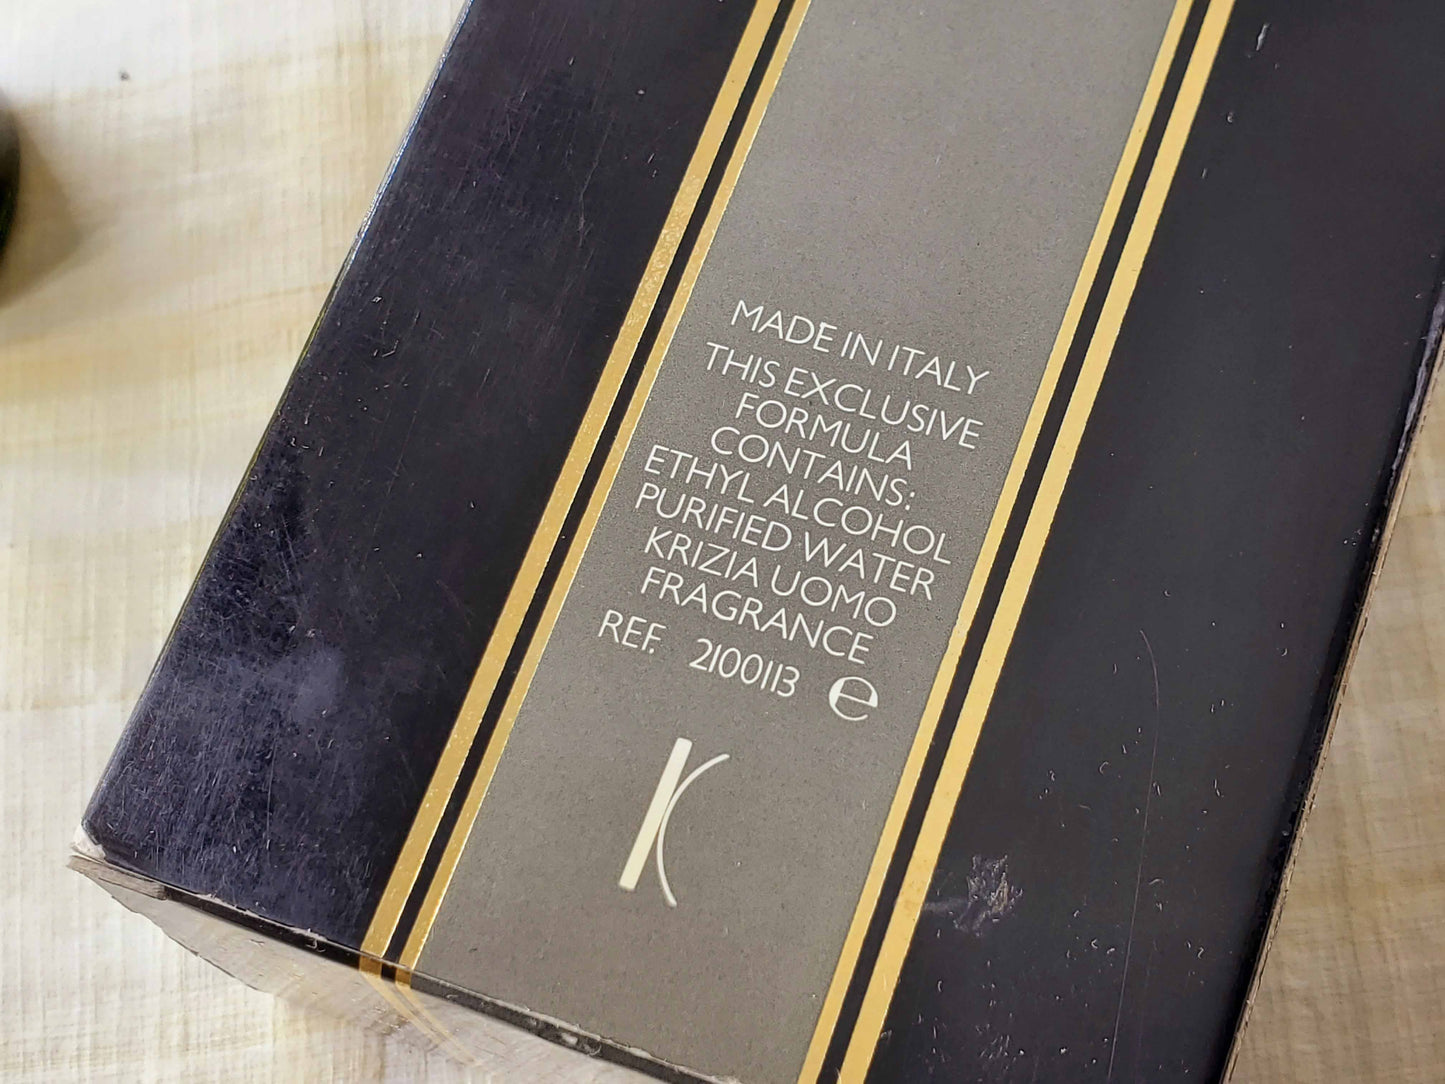 MADE IN ITALY
THIS EXCLUSIVE
FORMULA
CONTAINS:
ETHYL ALCOHOL
PURIFIED WATER
KRIZIA UOMO
FRAGRANCE
REF. 2100113 ℮
K